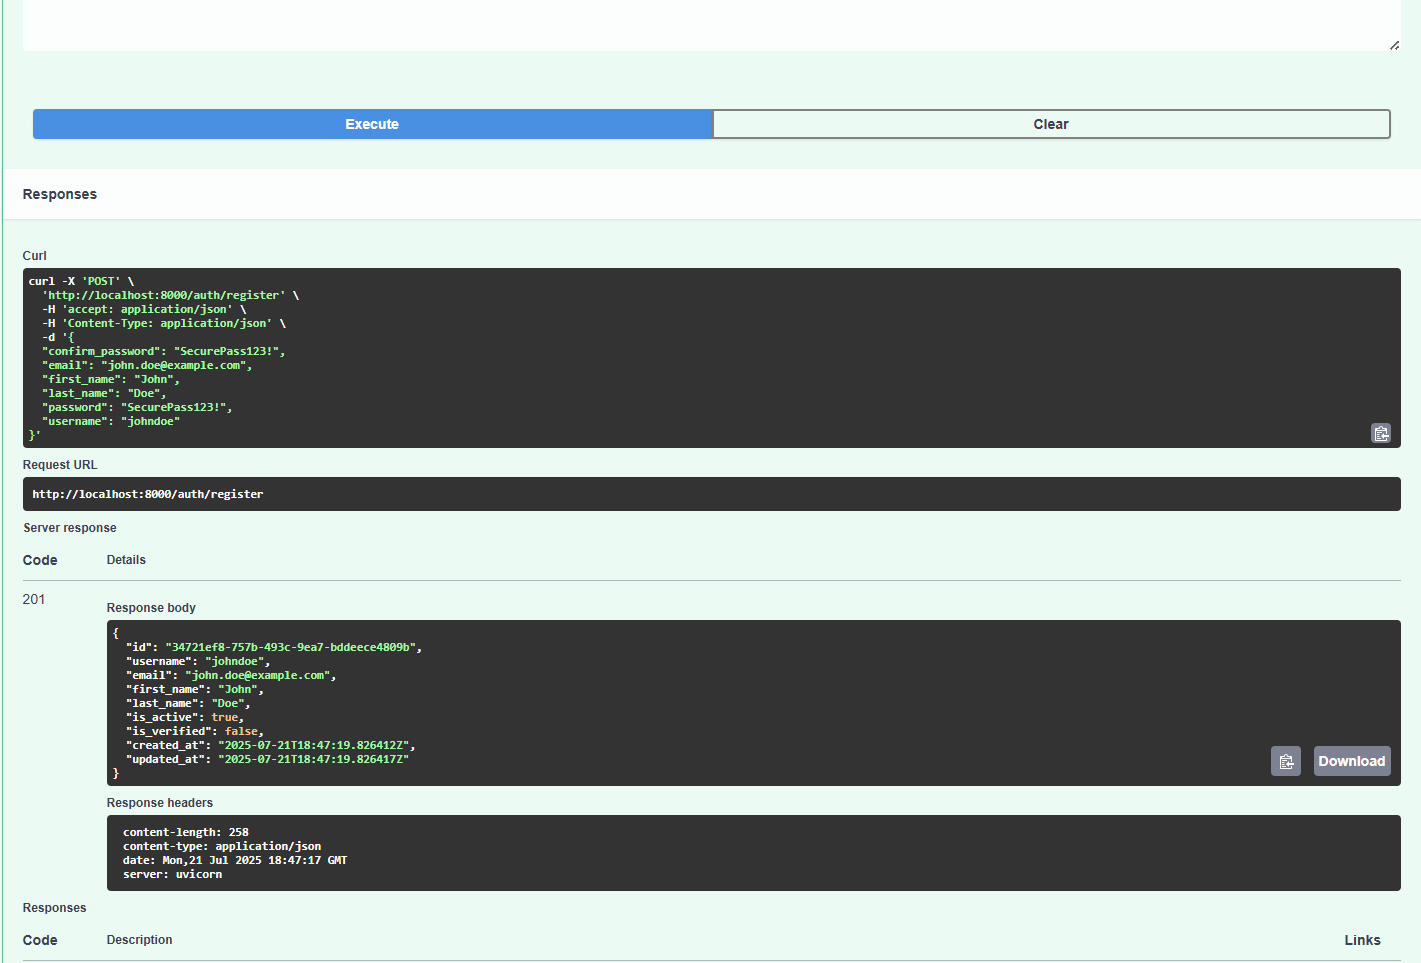 Execute
Clear
Responses
Curl
curl -X 'POST' \
  'http://localhost:8000/auth/register' \
  -H 'accept: application/json' \
  -H 'Content-Type: application/json' \
  -d '{
  "confirm_password": "SecurePass123!",
  "email": "john.doe@example.com",
  "first_name": "John",
  "last_name": "Doe",
  "password": "SecurePass123!",
  "username": "johndoe"
}'
Request URL
http://localhost:8000/auth/register
Server response
Code Details
201
Response body
{
  "id": "34721ef8-757b-493c-9ea7-bddeece4809b",
  "username": "johndoe",
  "email": "john.doe@example.com",
  "first_name": "John",
  "last_name": "Doe",
  "is_active": true,
  "is_verified": false,
  "created_at": "2025-07-21T18:47:19.826412Z",
  "updated_at": "2025-07-21T18:47:19.826417Z"
}
Download
Response headers
content-length: 258
content-type: application/json
date: Mon,21 Jul 2025 18:47:17 GMT
server: uvicorn
Responses
Code Description Links